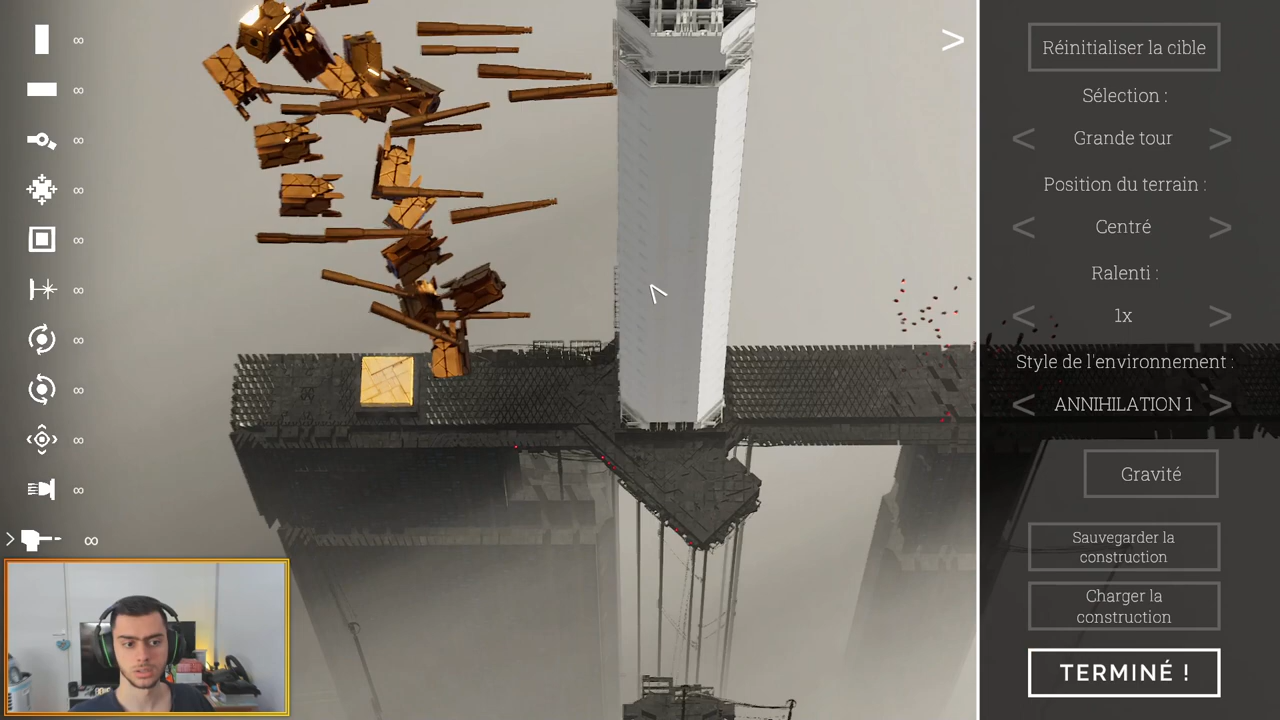 ∞
∞
∞
∞
∞
∞
∞
∞
∞
∞
∞
Réinitialiser la cible
Sélection :
< Grande tour >
Position du terrain :
< Centré >
Ralenti :
< 1x >
Style de l'environnement :
< ANNIHILATION 1 >
Gravité
Sauvegarder la
construction
Charger la
construction
TERMINÉ !